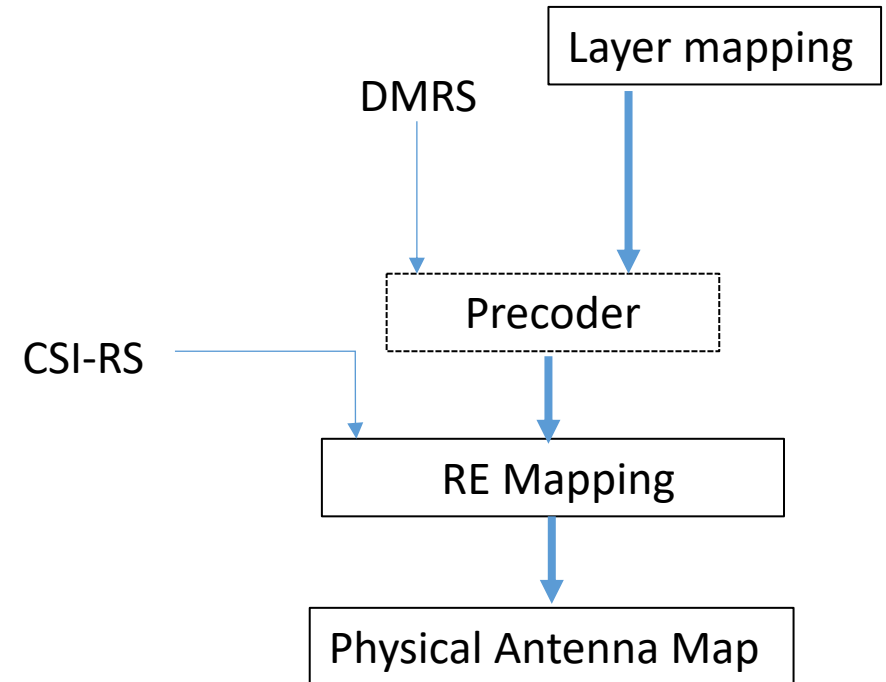 Layer mapping
DMRS
Precoder
CSI-RS
RE Mapping
Physical Antenna Map